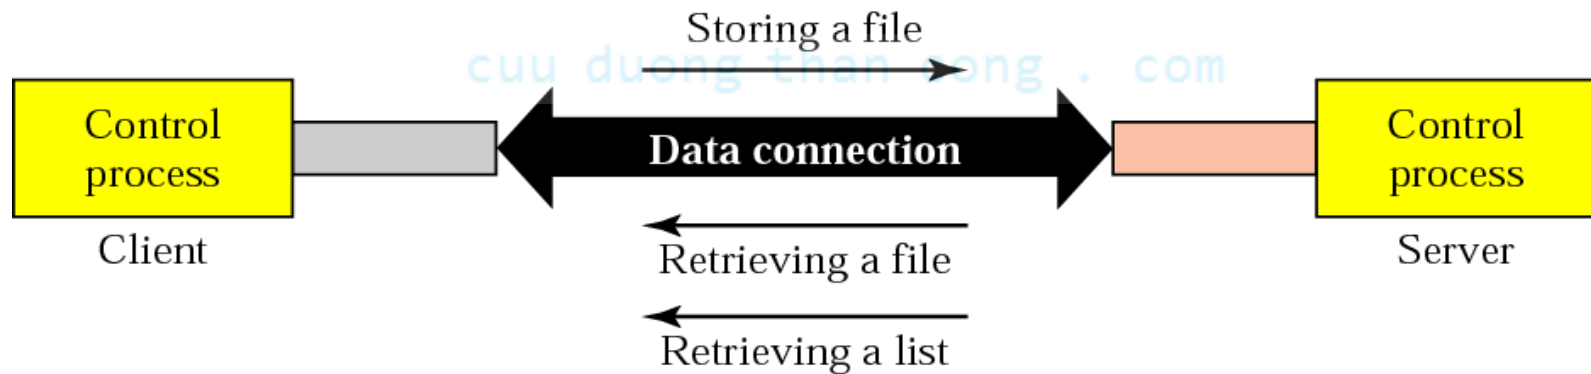 Storing a file
cuu duong than cong . com
Control
process
Data connection
Control
process
Client
Server
Retrieving a file
Retrieving a list